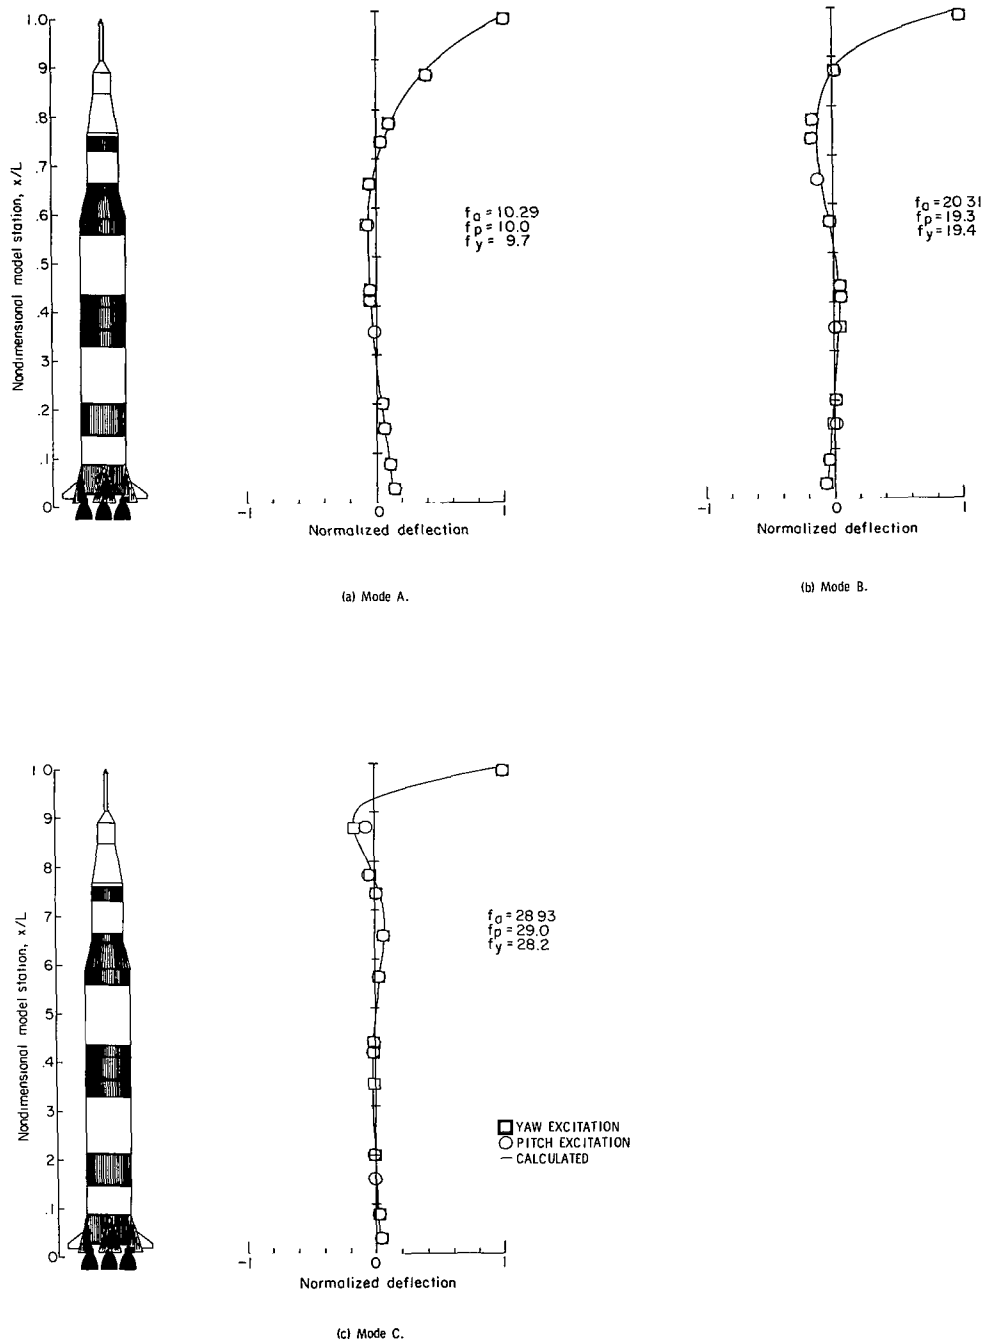 1.0
.9
.8
.7
.6
.5
.4
.3
.2
.1
0
Nondimensional model station, x/L
fa = 10.29
fp = 10.0
fy = 9.7
-1
0
1
Normalized deflection
(a) Mode A.
fa = 20 31
fp = 19.3
fy = 19.4
-1
0
1
Normalized deflection
(b) Mode B.
1 0
9
8
7
6
5
.4
3
2
.1
0
Nondimensional model station, x/L
fa = 28 93
fp = 29.0
fy = 28.2
YAW EXCITATION
PITCH EXCITATION
CALCULATED
-1
0
1
Normalized deflection
(c) Mode C.